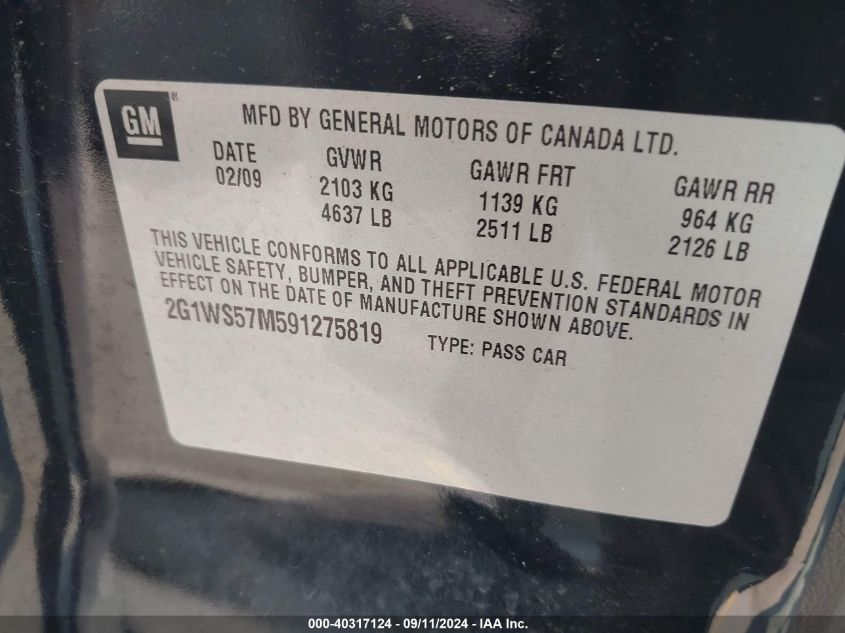 GM®
MFD BY GENERAL MOTORS OF CANADA LTD.
DATE GVWR GAWR FRT GAWR RR
02/09 2103 KG 1139 KG 964 KG
4637 LB 2511 LB 2126 LB
THIS VEHICLE CONFORMS TO ALL APPLICABLE U.S. FEDERAL MOTOR
VEHICLE SAFETY, BUMPER, AND THEFT PREVENTION STANDARDS IN
EFFECT ON THE DATE OF MANUFACTURE SHOWN ABOVE.
2G1WS57M591275819 TYPE: PASS CAR
000-40317124 - 09/11/2024 - IAA Inc.